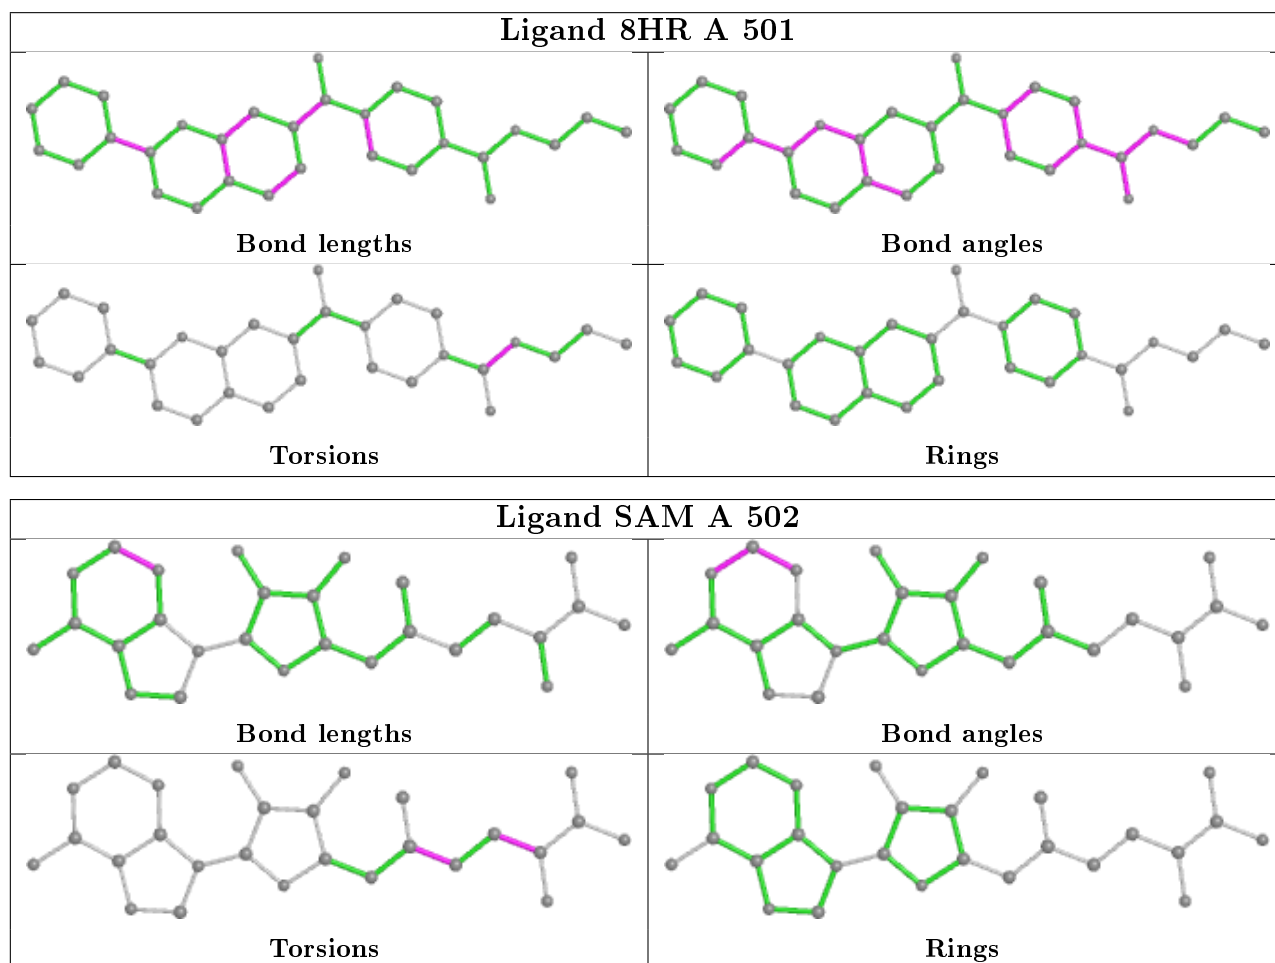 Ligand 8HR A 501
Bond lengths
Bond angles
Torsions
Rings
Ligand SAM A 502
Bond lengths
Bond angles
Torsions
Rings